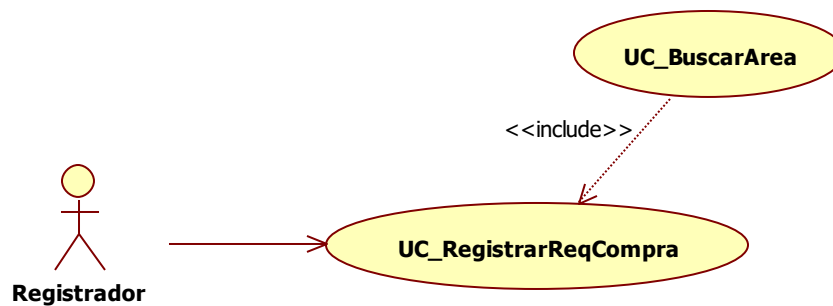 UC_BuscarArea
<<include>>
UC_RegistrarReqCompra
Registrador